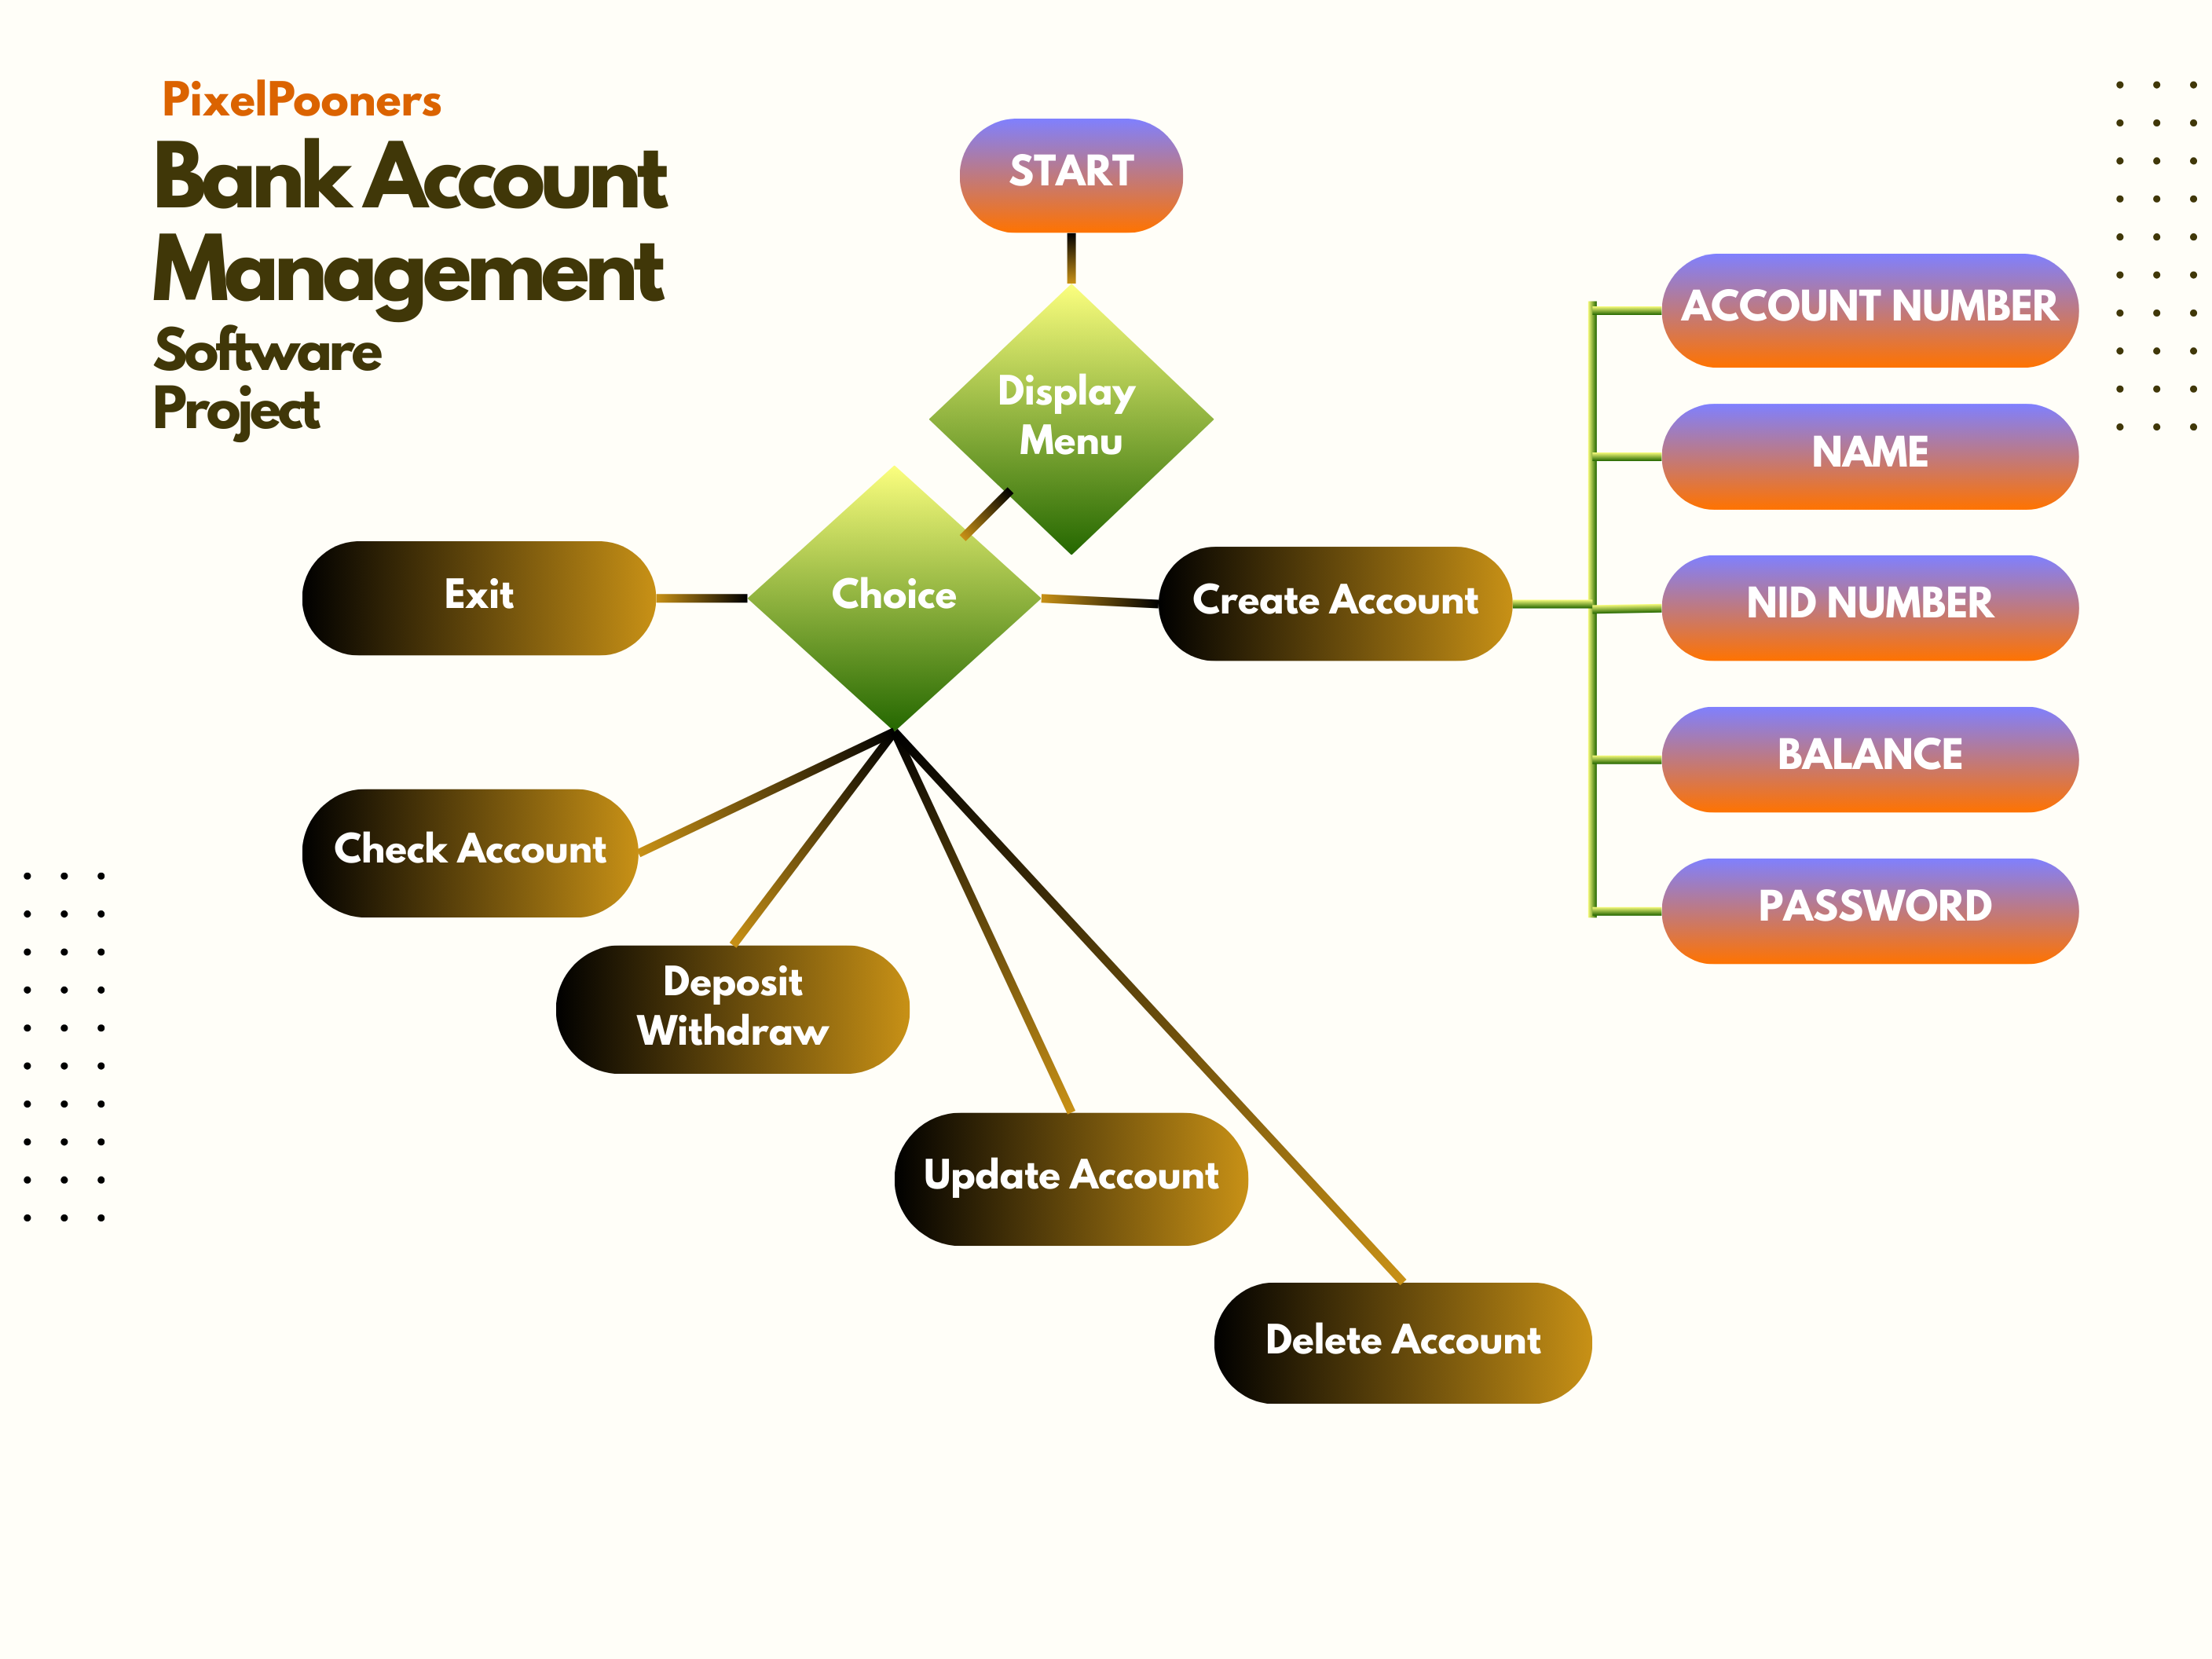 PixelPooners
Bank Account
Management
Software
Project
START
Display
Menu
Choice
Exit
Create Account
Check Account
Deposit
Withdraw
Update Account
Delete Account
ACCOUNT NUMBER
NAME
NID NUMBER
BALANCE
PASSWORD